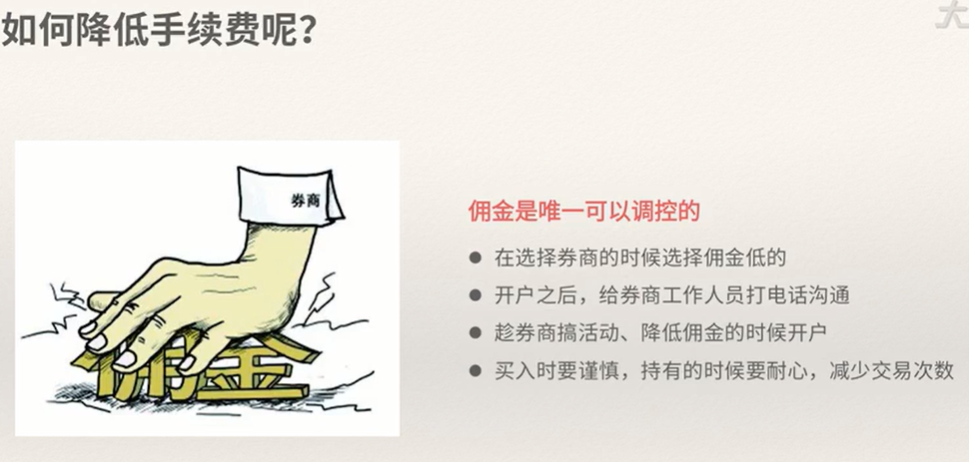 如何降低手续费呢？
大
券商
佣金
佣金是唯一可以调控的
● 在选择券商的时候选择佣金低的
● 开户之后，给券商工作人员打电话沟通
● 趁券商搞活动、降低佣金的时候开户
● 买入时要谨慎，持有的时候要耐心，减少交易次数